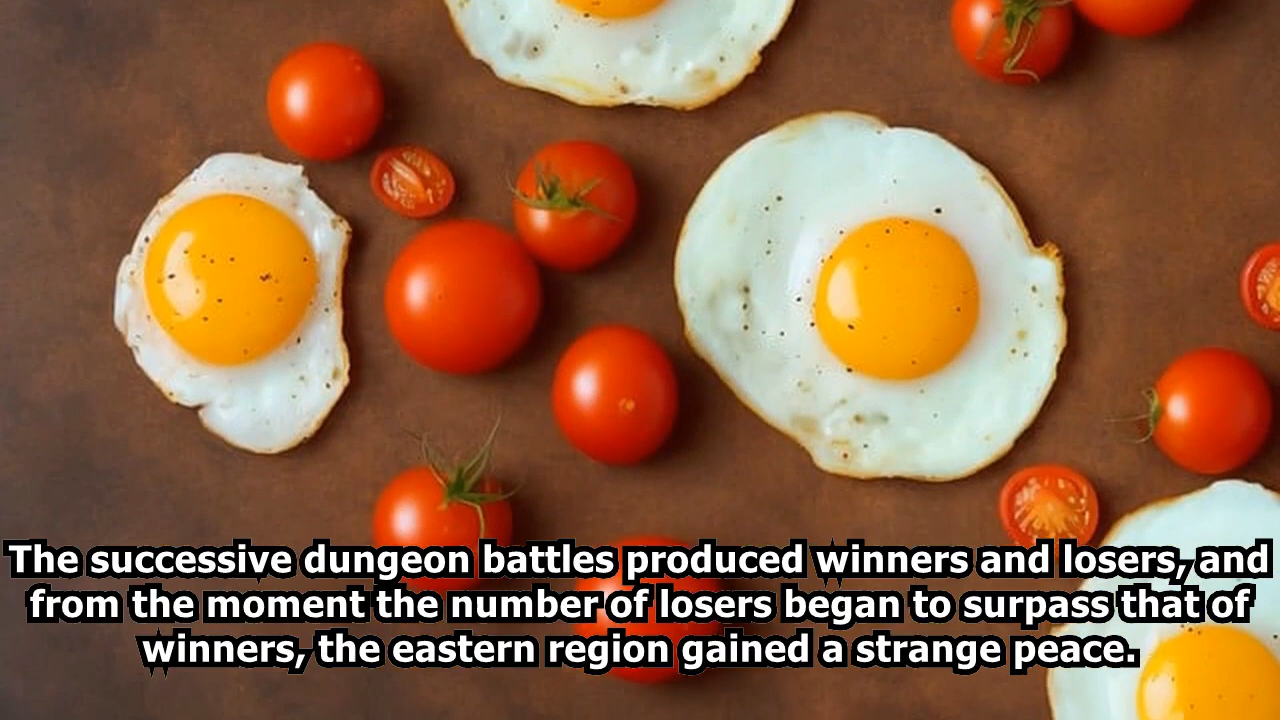 The successive dungeon battles produced winners and losers, and
from the moment the number of losers began to surpass that of
winners, the eastern region gained a strange peace.